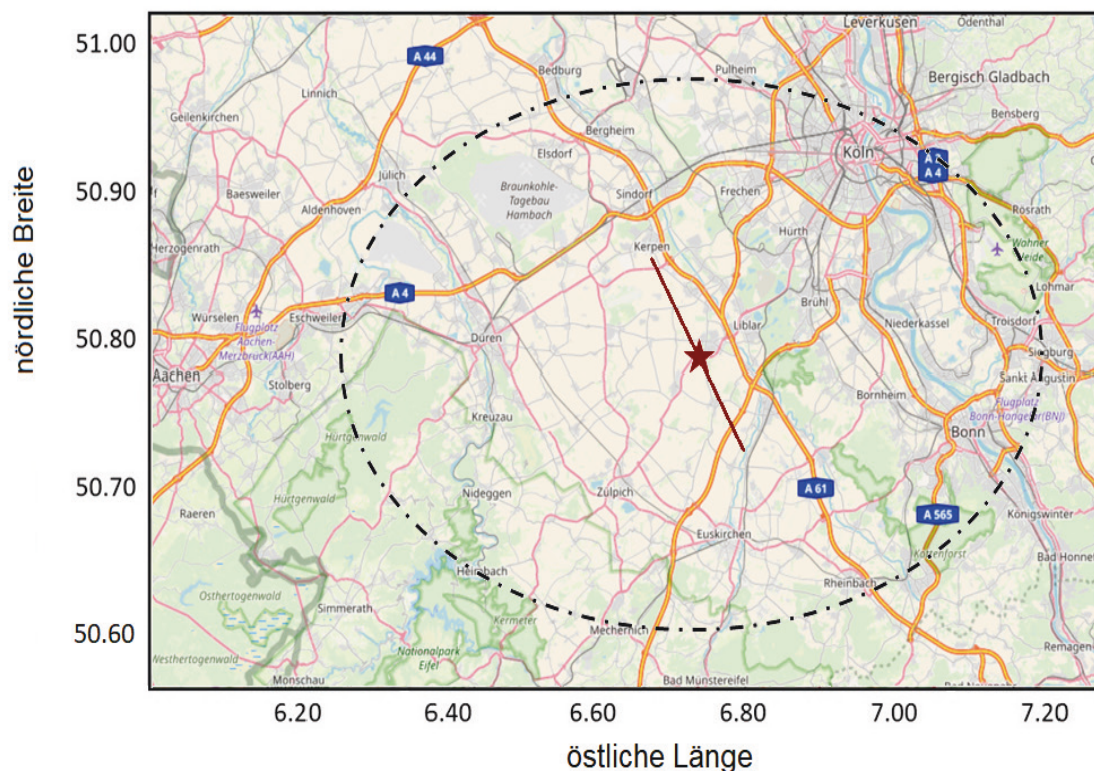 nördliche Breite
51.00
50.90
50.80
50.70
50.60
6.20
6.40
6.60
6.80
7.00
7.20
östliche Länge
Leverkusen
Odenthal
A 44
Bedburg
Pulheim
Linnich
Bergisch Gladbach
Geilenkirchen
Bergheim
Bensberg
Elsdorf
Köln
A 4
Jülich
Braunkohle-
Tagebau
Hambach
Sindorf
Frechen
Baesweiler
Aldenhoven
Rösrath
Herzogenrath
Kerpen
Hürth
Wahner
Heide
A 4
Brühl
Lohmar
Würselen
Eschweiler
Liblar
Niederkassel
Troisdorf
Flugplatz
Aachen-
Merzbrück(AAH)
Düren
Siegburg
Aachen
Stolberg
Sankt Augustin
Bornheim
Flugplatz
Bonn-Hangelar(BNJ)
Kreuzau
Hürtgenwald
Bonn
Hürtgenwald
Nideggen
Zülpich
A 61
A 565
Raeren
Königswinter
Euskirchen
Kottenforst
Bad Honnef
Heimbach
Rheinbach
Osthertogenwald
Simmerath
Kermeter
Mechernich
Remagen
Westhertogenwald
Nationalpark
Eifel
Monschau
Bad Münstereifel